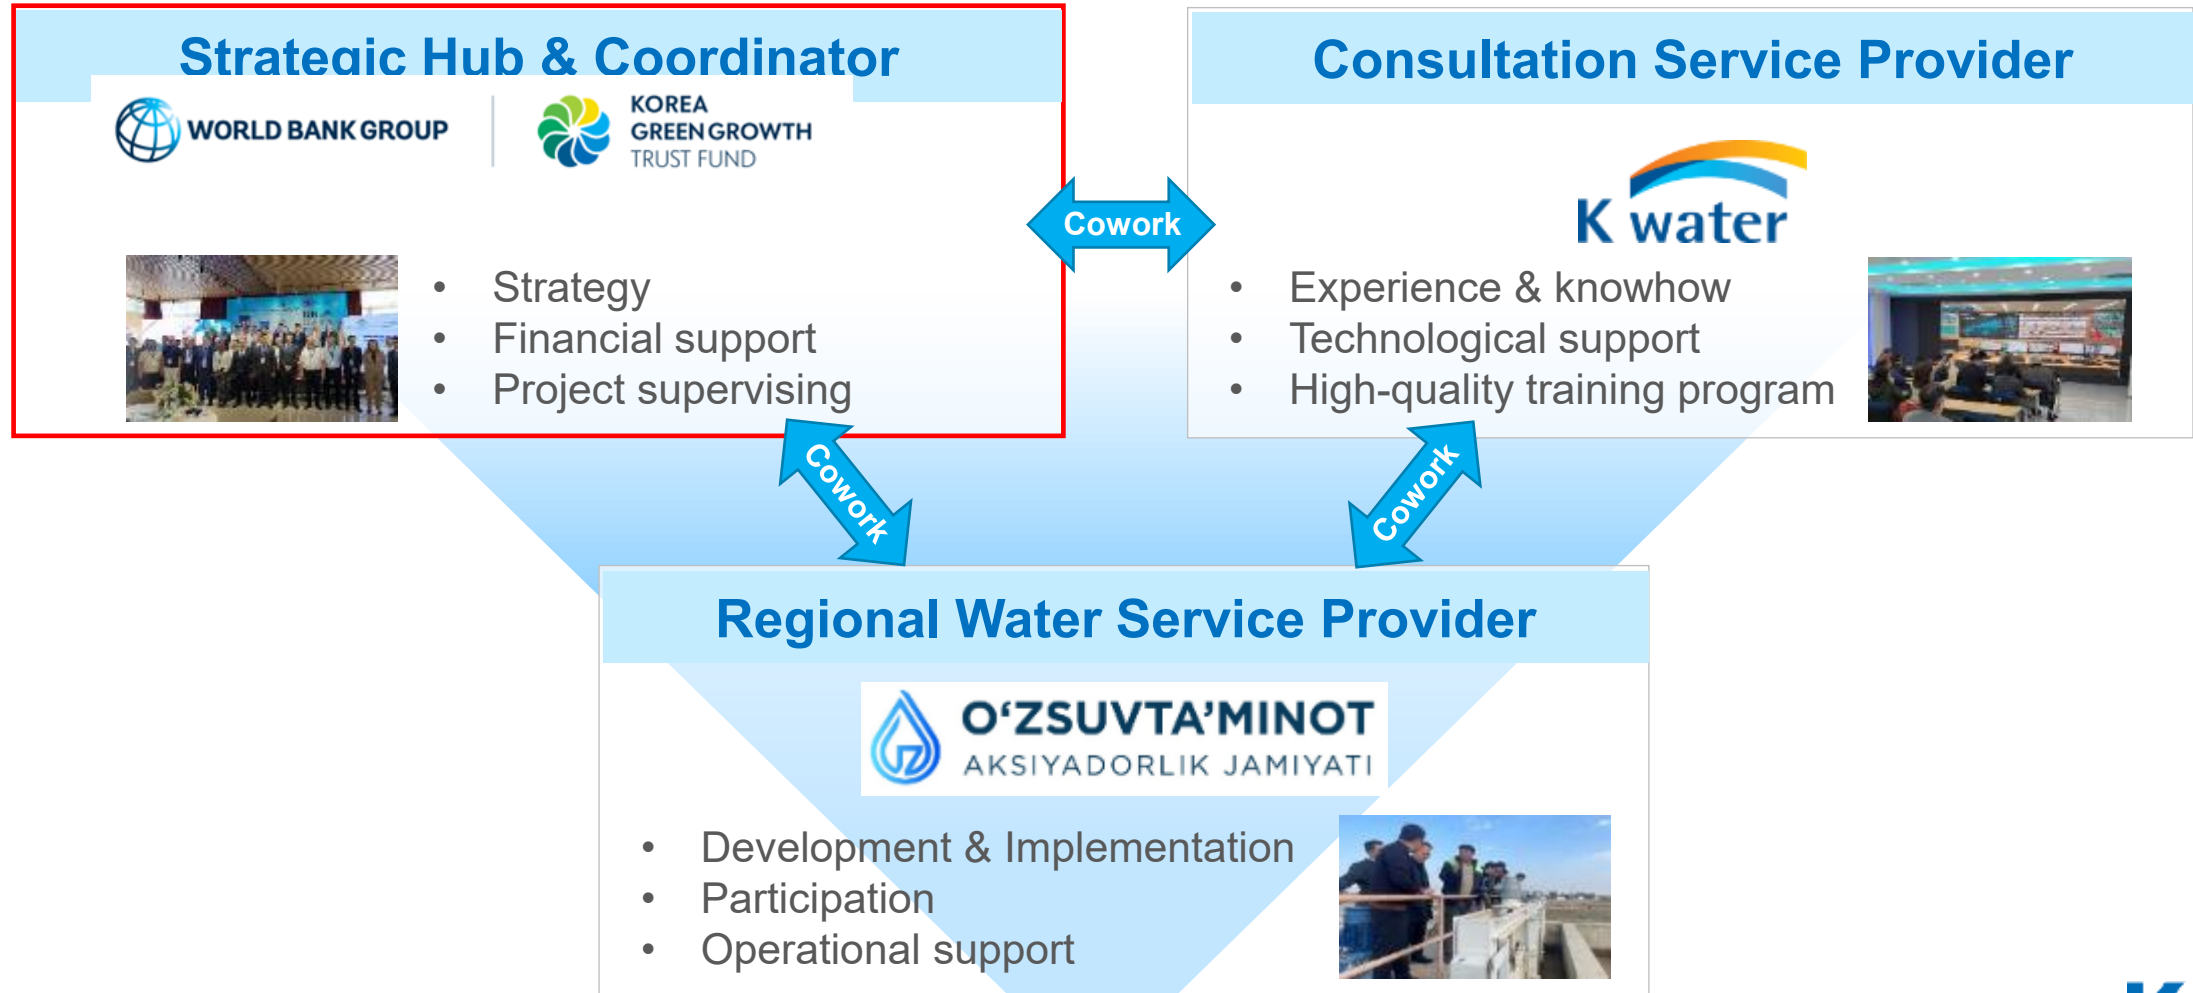 Strategic Hub & Coordinator
WORLD BANK GROUP
KOREA
GREEN GROWTH
TRUST FUND
• Strategy
• Financial support
• Project supervising
Cowork
Consultation Service Provider
K water
• Experience & knowhow
• Technological support
• High-quality training program
Cowork
Cowork
Regional Water Service Provider
O‘ZSUVTA’MINOT
AKSIYADORLIK JAMIYATI
• Development & Implementation
• Participation
• Operational support